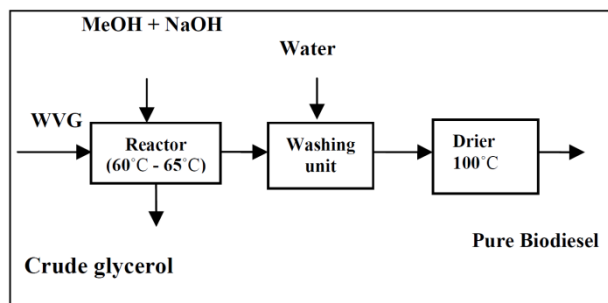 MeOH + NaOH
Water
WVG
Reactor
(60°C - 65°C)
Washing
unit
Drier
100°C
Crude glycerol
Pure Biodiesel